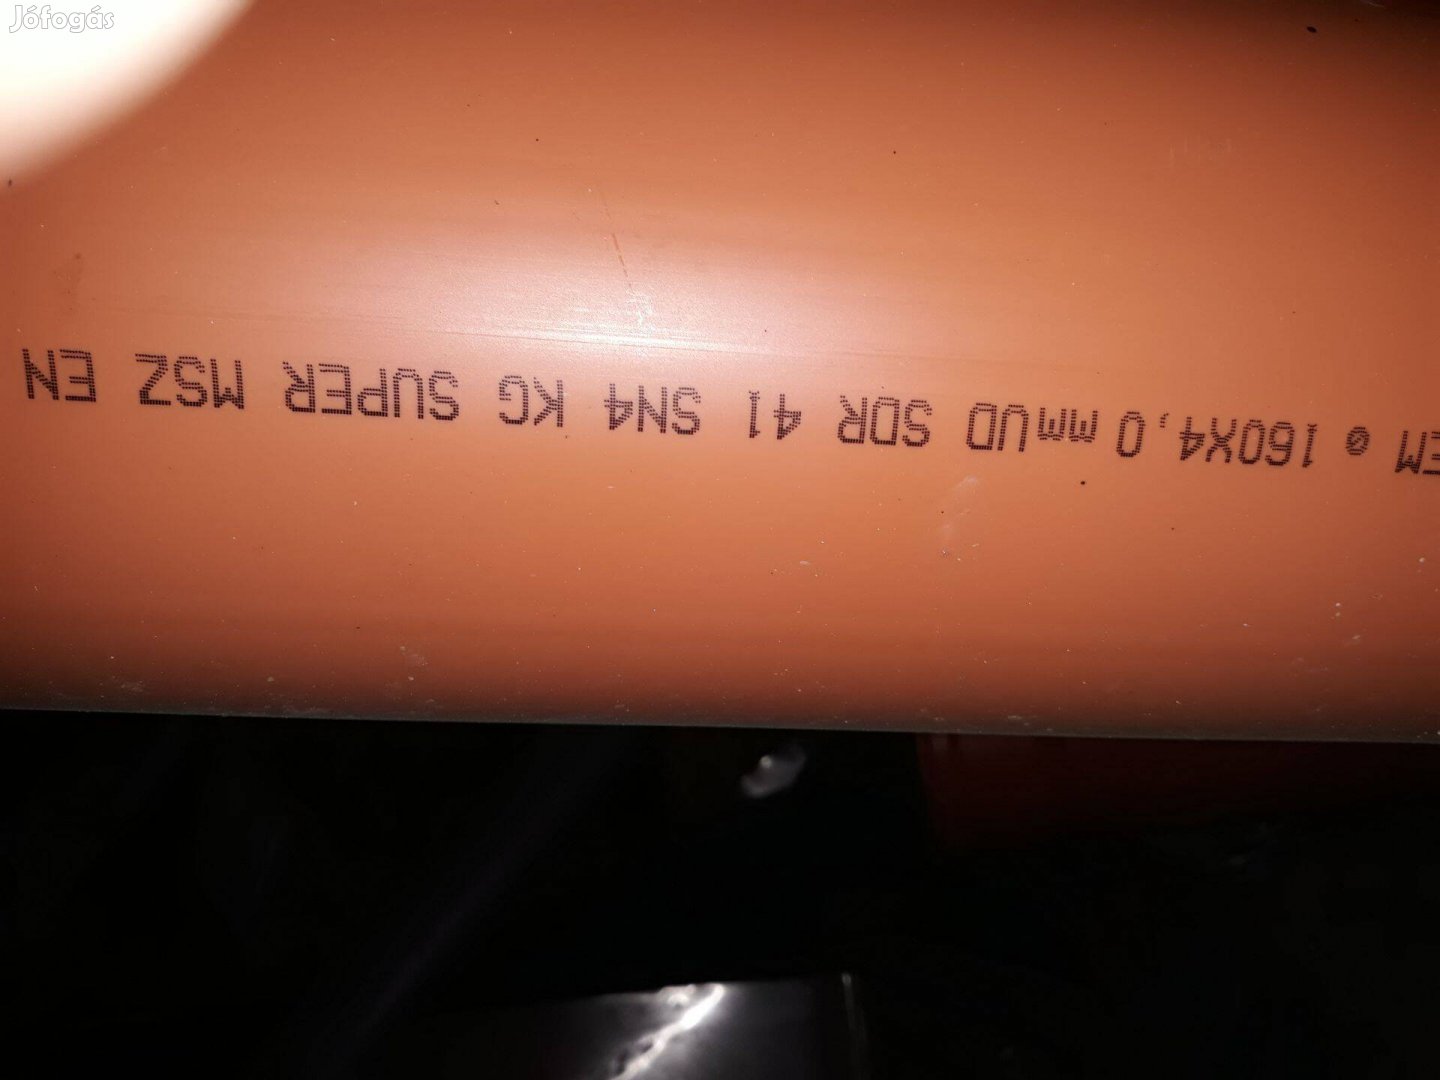 Jófogás
EM ⌀ 160X4,0 mmUD SDR 41 SN4 KG SUPER MSZ EN